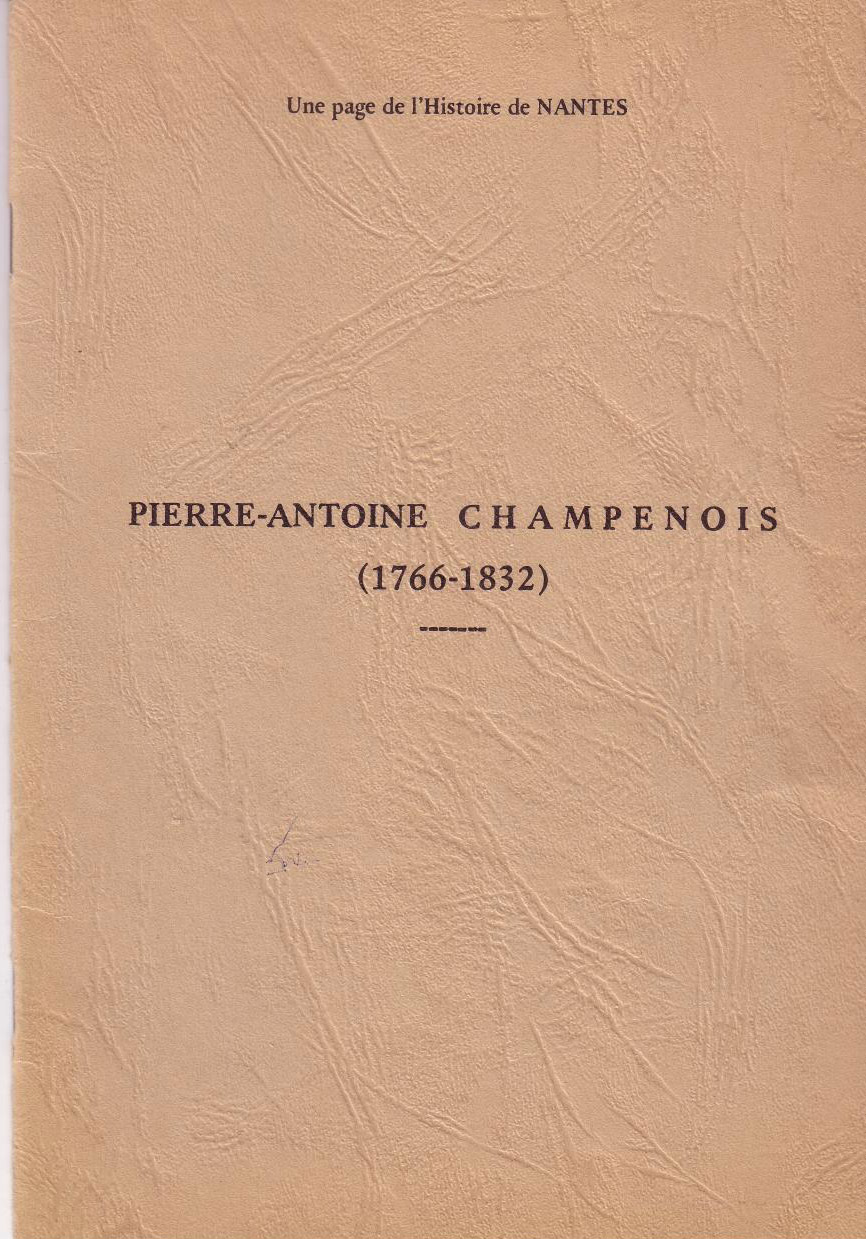 Une page de l'Histoire de NANTES
PIERRE-ANTOINE CHAMPENOIS
(1766-1832)